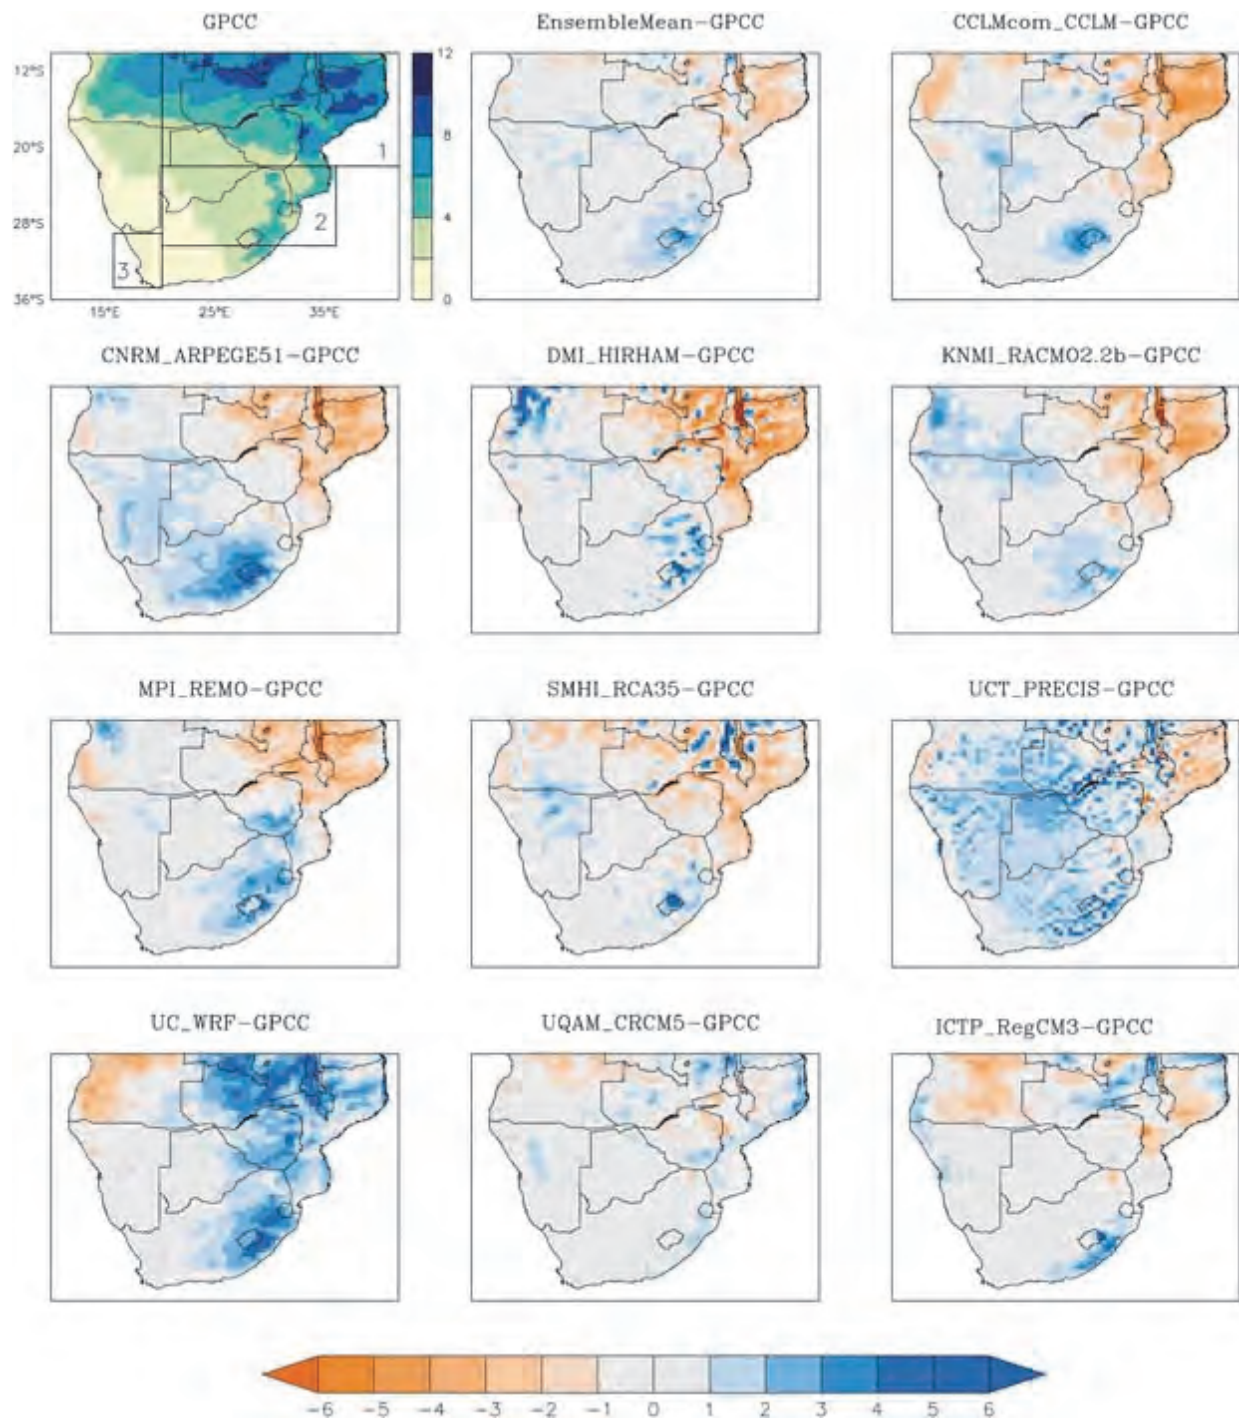 GPCC
EnsembleMean-GPCC
CCLMcom_CCLM-GPCC
12°S
20°S
28°S
36°S
15°E
25°E
35°E
1
2
3
12
8
4
0
CNRM_ARPEGE51-GPCC
DMI_HIRHAM-GPCC
KNMI_RACMO2.2b-GPCC
MPI_REMO-GPCC
SMHI_RCA35-GPCC
UCT_PRECIS-GPCC
UC_WRF-GPCC
UQAM_CRCM5-GPCC
ICTP_RegCM3-GPCC
-6 -5 -4 -3 -2 -1 0 1 2 3 4 5 6